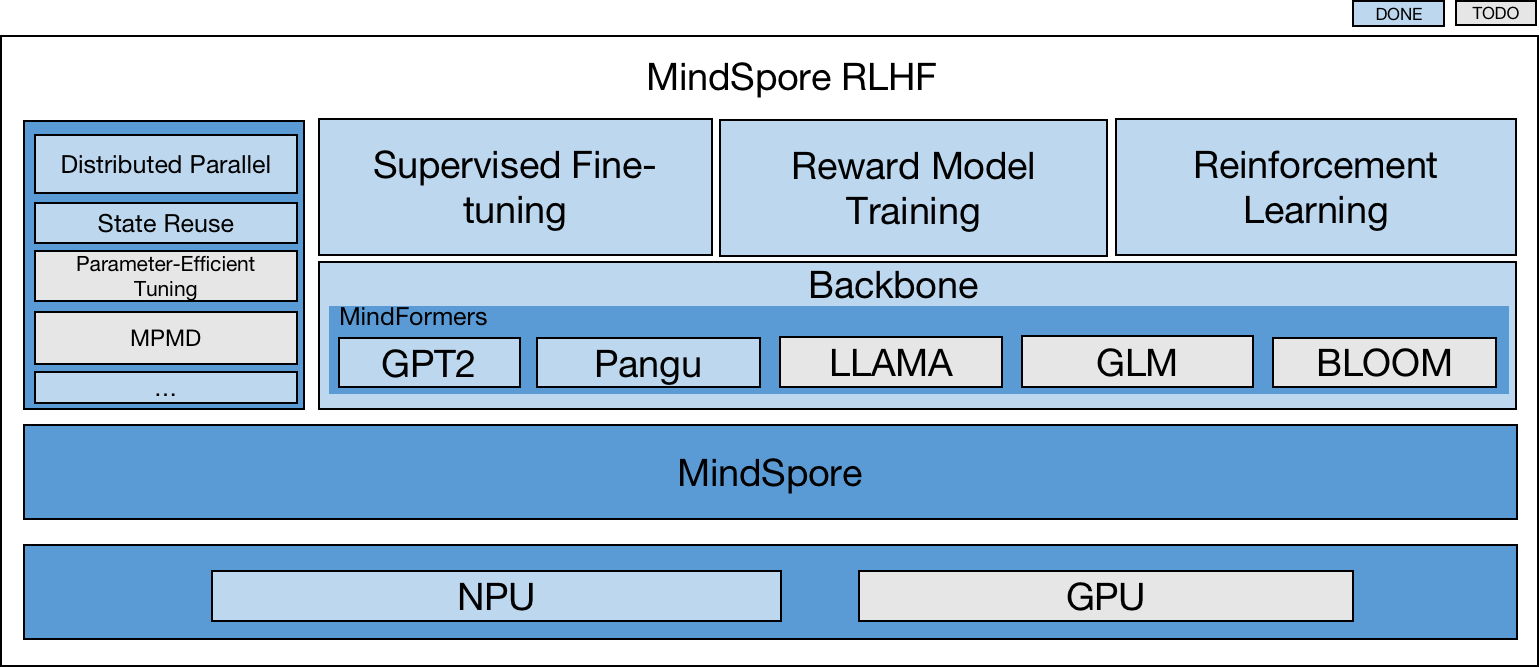 DONE
TODO
MindSpore RLHF
Distributed Parallel
State Reuse
Parameter-Efficient
Tuning
MPMD
...
Supervised Fine-
tuning
Reward Model
Training
Reinforcement
Learning
Backbone
MindFormers
GPT2
Pangu
LLAMA
GLM
BLOOM
MindSpore
NPU
GPU